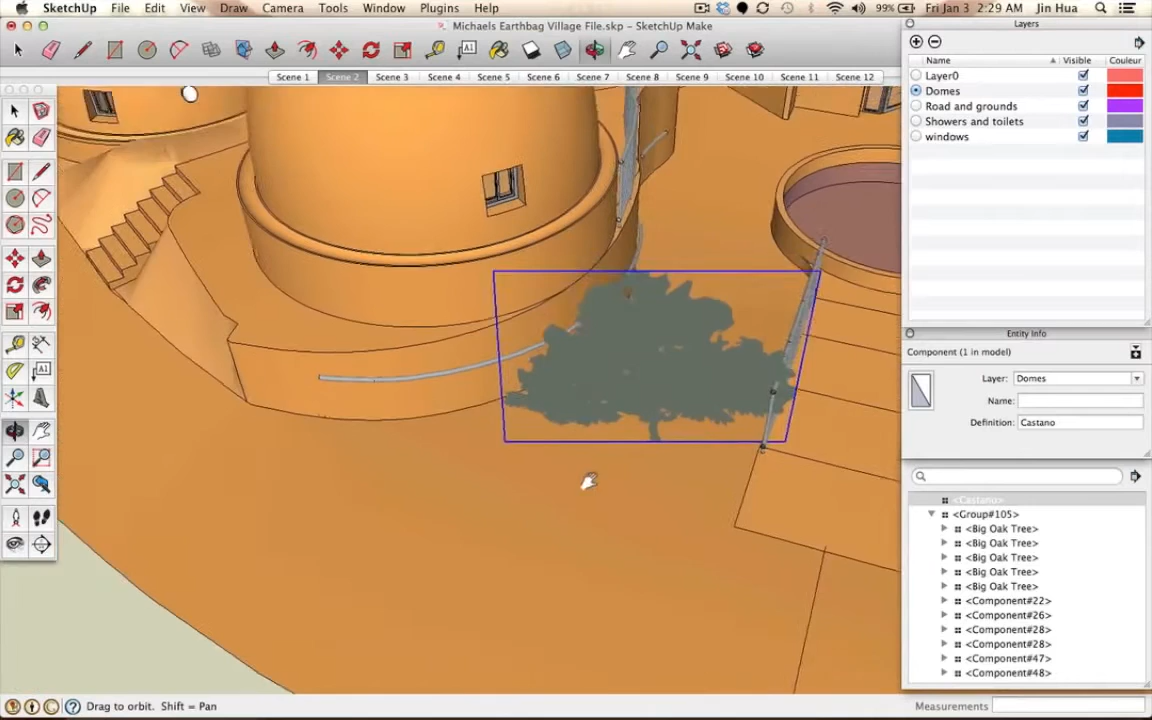 SketchUp File Edit View Draw Camera Tools Window Plugins Help 99% Fri Jan 3 2:29 AM Jin Hua
Michaels Earthbag Village File.skp – SketchUp Make
Layers
Scene 1 Scene 2 Scene 3 Scene 4 Scene 5 Scene 6 Scene 7 Scene 8 Scene 9 Scene 10 Scene 11 Scene 12
Name Visible Couleur
Layer0
Domes
Road and grounds
Showers and toilets
windows
Entity Info
Component (1 in model)
Layer: Domes
Name:
Definition: Castano
<Castano>
<Group#105>
<Big Oak Tree>
<Big Oak Tree>
<Big Oak Tree>
<Big Oak Tree>
<Big Oak Tree>
<Component#22>
<Component#26>
<Component#28>
<Component#28>
<Component#47>
<Component#48>
Drag to orbit. Shift = Pan
Measurements